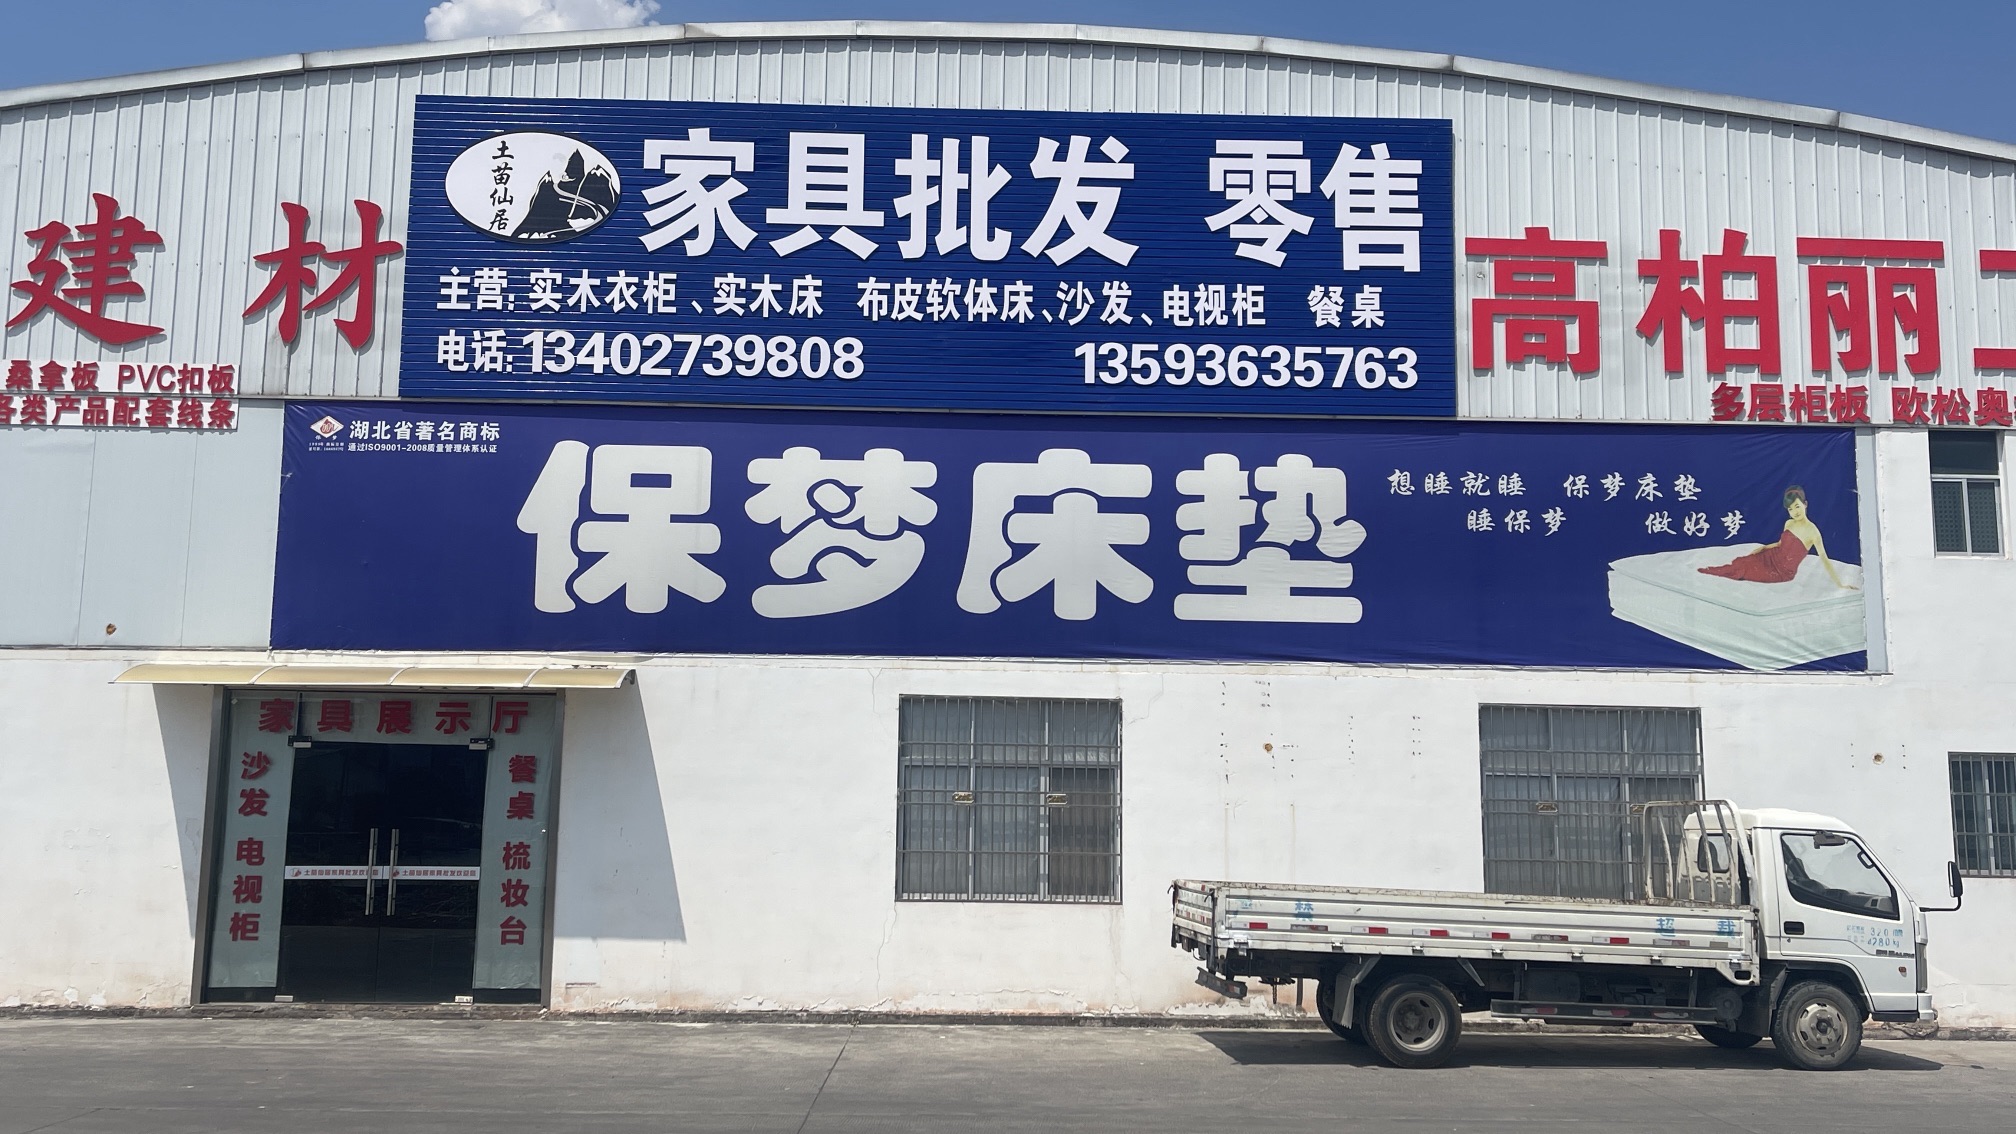 土苗仙居
家具批发 零售
主营:实木衣柜、实木床 布皮软体床、沙发、电视柜 餐桌
电话:13402739808 13593635763
建材
桑拿板 PVC扣板
各类产品配套线条
高柏丽
多层柜板 欧松奥
湖北省著名商标
通过ISO9001-2008质量管理体系认证
保梦床垫
想睡就睡 保梦床垫
睡保梦 做好梦
家具展示厅
沙发 电视柜
餐桌 梳妆台
禁 超载